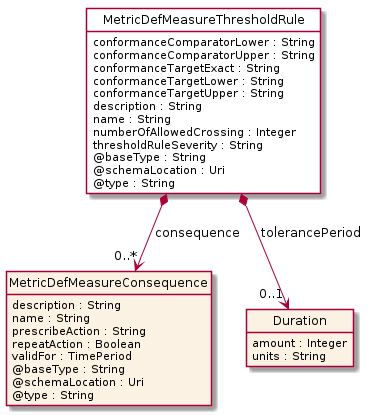 MetricDefMeasureThresholdRule
conformanceComparatorLower : String
conformanceComparatorUpper : String
conformanceTargetExact : String
conformanceTargetLower : String
conformanceTargetUpper : String
description : String
name : String
numberOfAllowedCrossing : Integer
thresholdRuleSeverity : String
@baseType : String
@schemaLocation : Uri
@type : String
consequence
tolerancePeriod
0..*
0..1
MetricDefMeasureConsequence
description : String
name : String
prescribeAction : String
repeatAction : Boolean
validFor : TimePeriod
@baseType : String
@schemaLocation : Uri
@type : String
Duration
amount : Integer
units : String